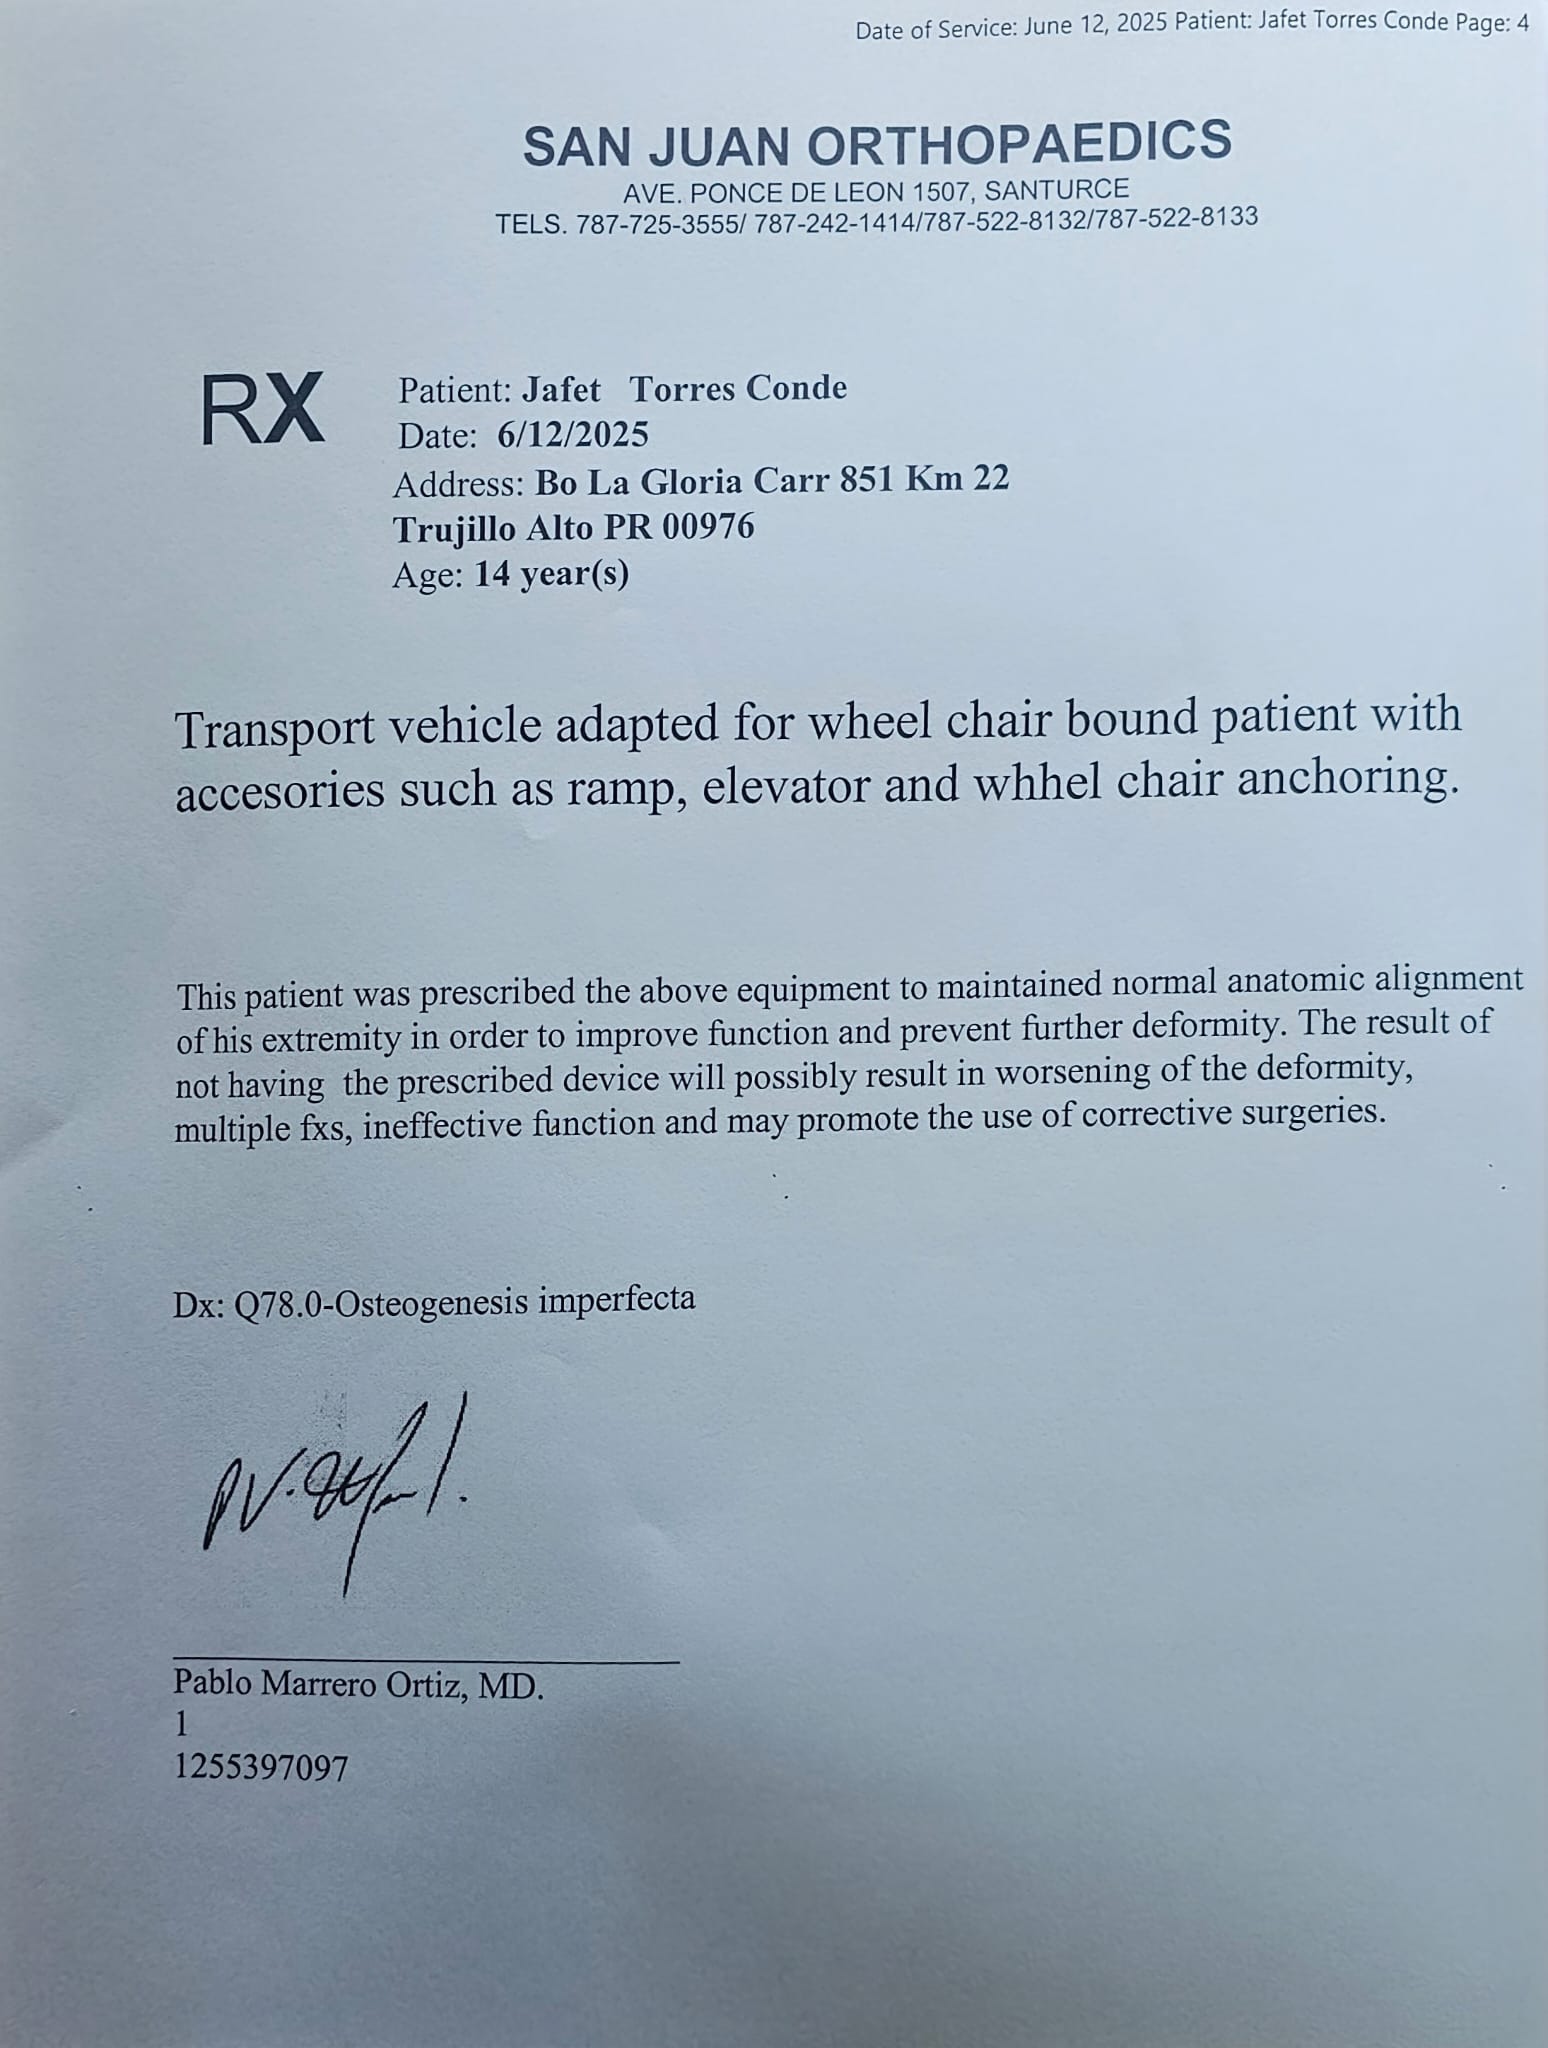 Date of Service: June 12, 2025 Patient: Jafet Torres Conde Page: 4
SAN JUAN ORTHOPAEDICS
AVE. PONCE DE LEON 1507, SANTURCE
TELS. 787-725-3555/ 787-242-1414/787-522-8132/787-522-8133
RX
Patient: Jafet Torres Conde
Date: 6/12/2025
Address: Bo La Gloria Carr 851 Km 22
Trujillo Alto PR 00976
Age: 14 year(s)
Transport vehicle adapted for wheel chair bound patient with
accesories such as ramp, elevator and whhel chair anchoring.
This patient was prescribed the above equipment to maintained normal anatomic alignment
of his extremity in order to improve function and prevent further deformity. The result of
not having the prescribed device will possibly result in worsening of the deformity,
multiple fxs, ineffective function and may promote the use of corrective surgeries.
Dx: Q78.0-Osteogenesis imperfecta
Pablo Marrero Ortiz, MD.
1
1255397097